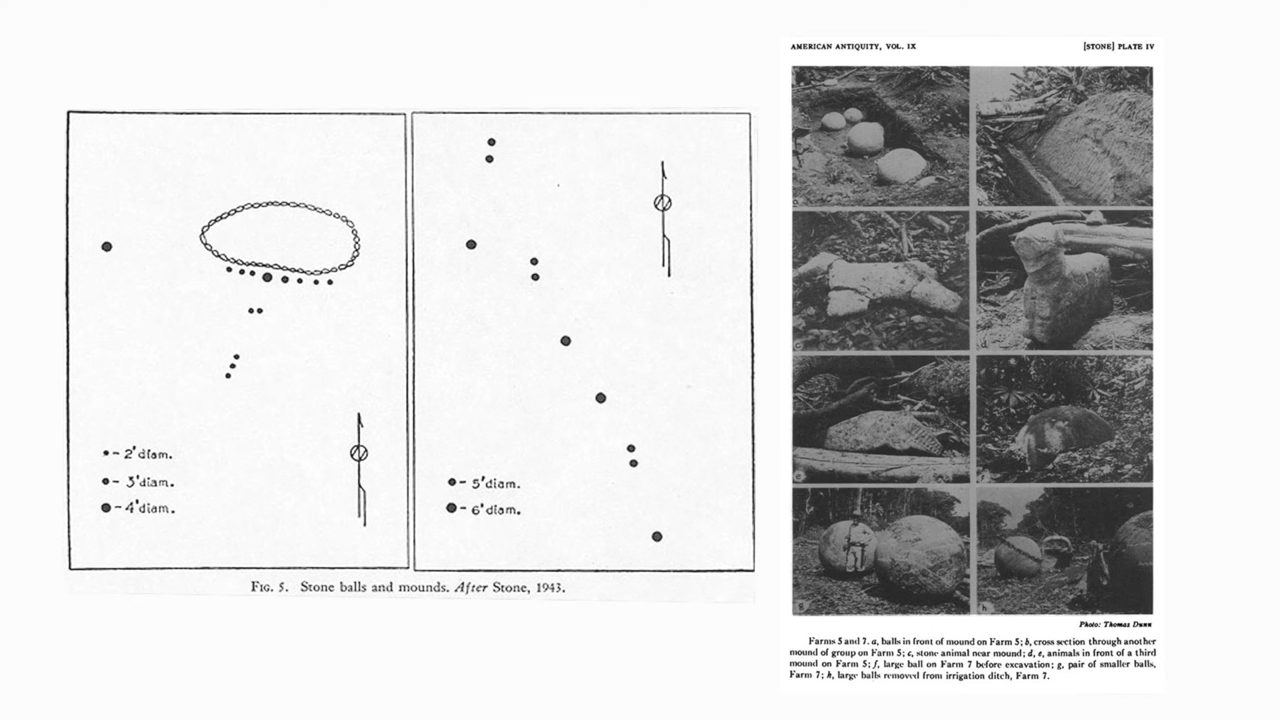 2'diam.
3'diam.
4'diam.
5'diam.
6'diam.
FIG. 5. Stone balls and mounds. After Stone, 1943.
AMERICAN ANTIQUITY, VOL. IX
[STONE] PLATE IV
c
d
g
h
Photo: Thomas Dunn
Farms 5 and 7. a, balls in front of mound on Farm 5; b, cross section through another
mound of group on Farm 5; c, stone animal near mound; d, e, animals in front of a third
mound on Farm 5; f, large ball on Farm 7 before excavation; g, pair of smaller balls,
Farm 7; h, large balls removed from irrigation ditch, Farm 7.